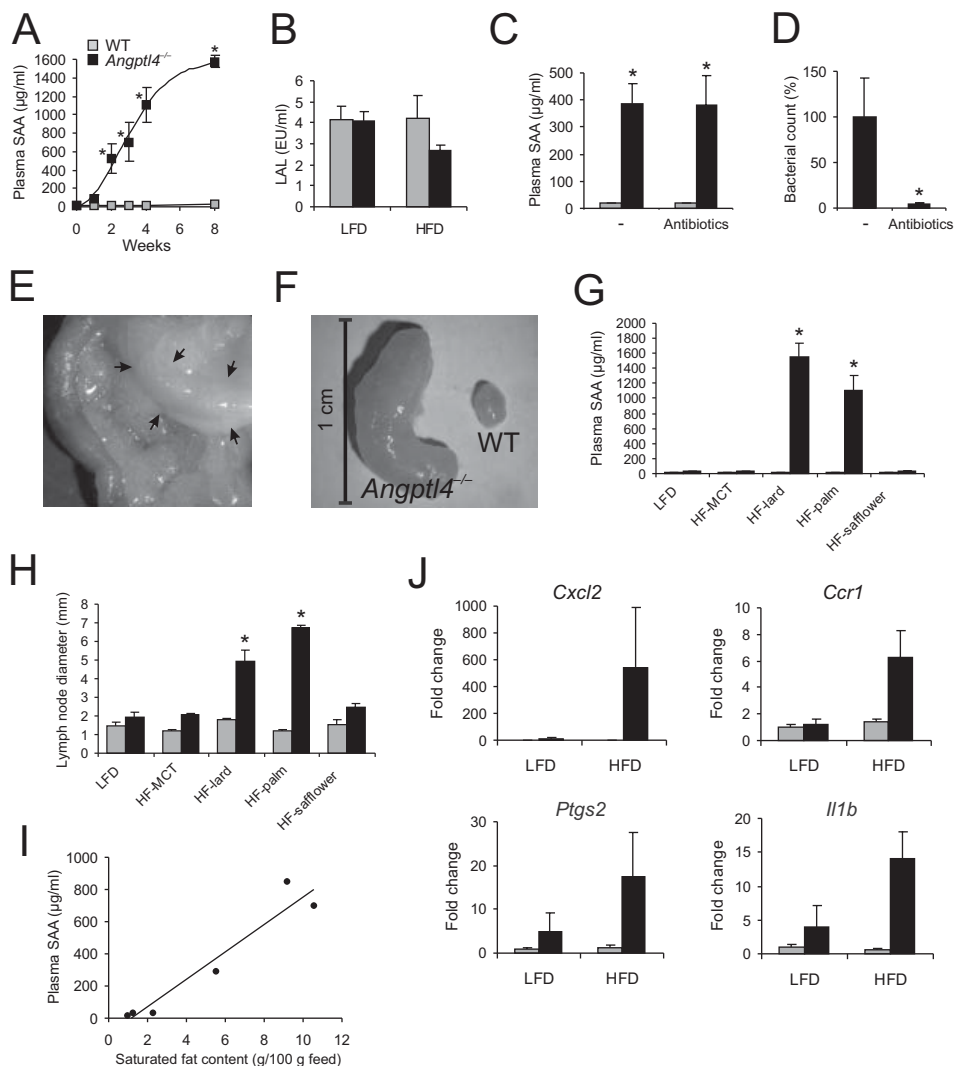 A
WT
Angptl4–/–
Plasma SAA (µg/ml)
1600
1400
1200
1000
800
600
400
200
0
*
*
*
*
0 2 4 6 8
Weeks
B
LAL (EU/ml)
6
5
4
3
2
1
0
LFD HFD
C
Plasma SAA (µg/ml)
500
400
300
200
100
0
* *
- Antibiotics
D
Bacterial count (%)
150
100
50
0
*
- Antibiotics
E
F
1 cm
WT
Angptl4–/–
G
Plasma SAA (µg/ml)
2000
1800
1600
1400
1200
1000
800
600
400
200
0
* *
LFD
HF-MCT
HF-lard
HF-palm
HF-safflower
H
Lymph node diameter (mm)
8
7
6
5
4
3
2
1
0
* *
LFD
HF-MCT
HF-lard
HF-palm
HF-safflower
I
Plasma SAA (µg/ml)
1000
800
600
400
200
0
0 2 4 6 8 10 12
Saturated fat content (g/100 g feed)
J
Cxcl2
Fold change
1000
800
600
400
200
0
LFD HFD
Ccr1
Fold change
8
6
4
2
0
LFD HFD
Ptgs2
Fold change
30
20
10
0
LFD HFD
Il1b
Fold change
20
15
10
5
0
LFD HFD